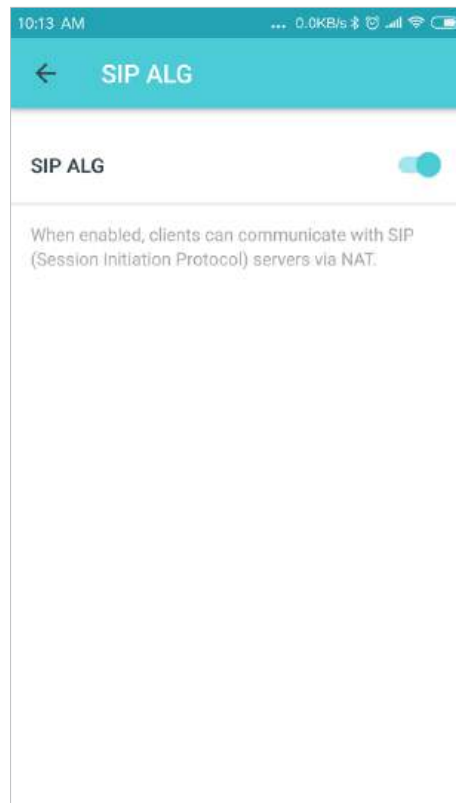 10:13 AM ... 0.0KB/s
SIP ALG
SIP ALG
When enabled, clients can communicate with SIP
(Session Initiation Protocol) servers via NAT.